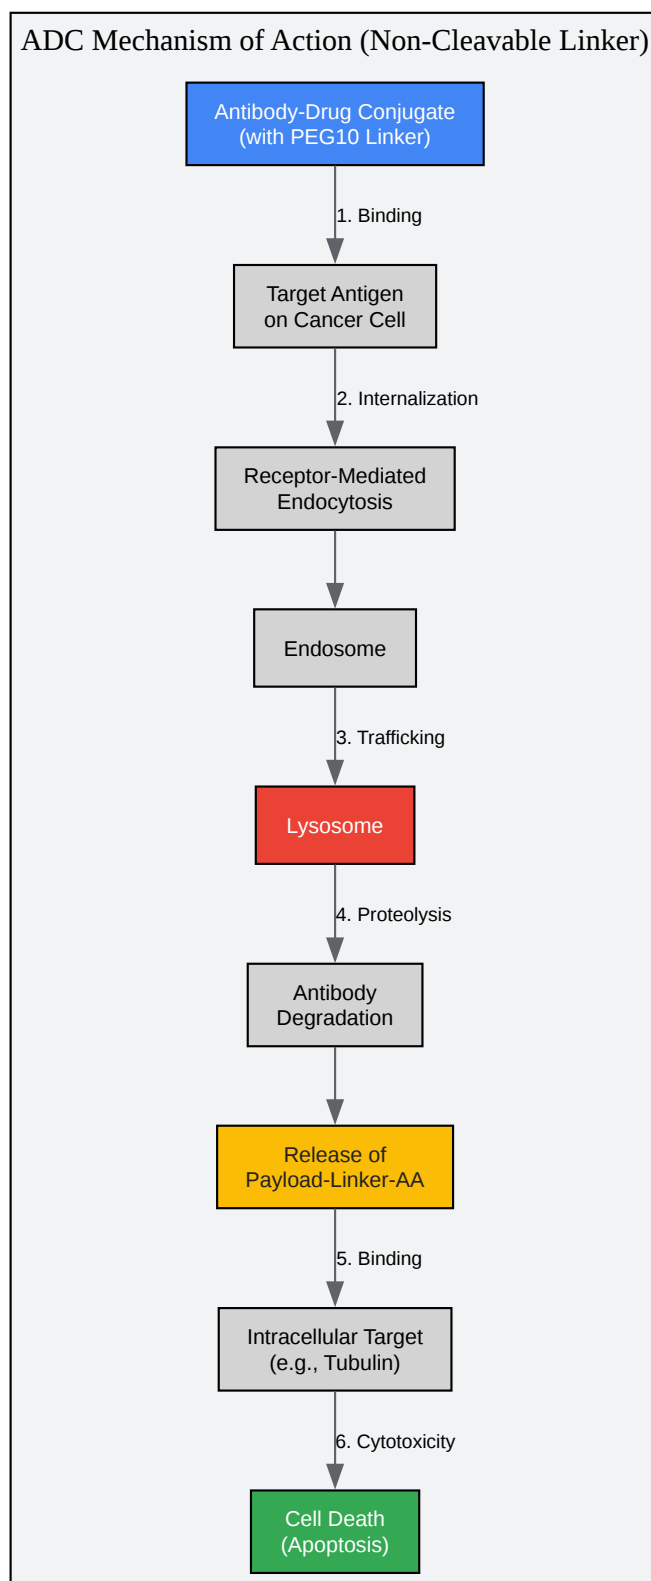 ADC Mechanism of Action (Non-Cleavable Linker)
Antibody-Drug Conjugate
(with PEG10 Linker)
1. Binding
Target Antigen
on Cancer Cell
2. Internalization
Receptor-Mediated
Endocytosis
Endosome
3. Trafficking
Lysosome
4. Proteolysis
Antibody
Degradation
Release of
Payload-Linker-AA
5. Binding
Intracellular Target
(e.g., Tubulin)
6. Cytotoxicity
Cell Death
(Apoptosis)